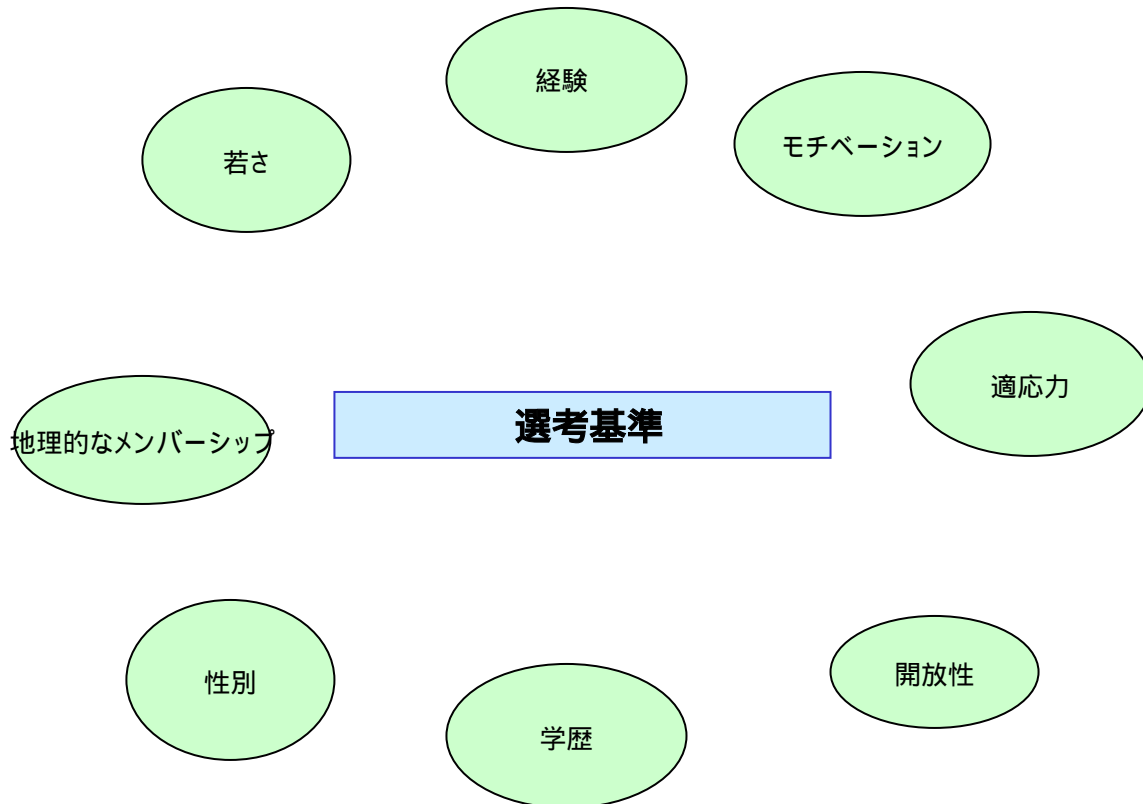 経験
モチベーション
若さ
適応力
選考基準
地理的なメンバーシップ
開放性
性別
学歴